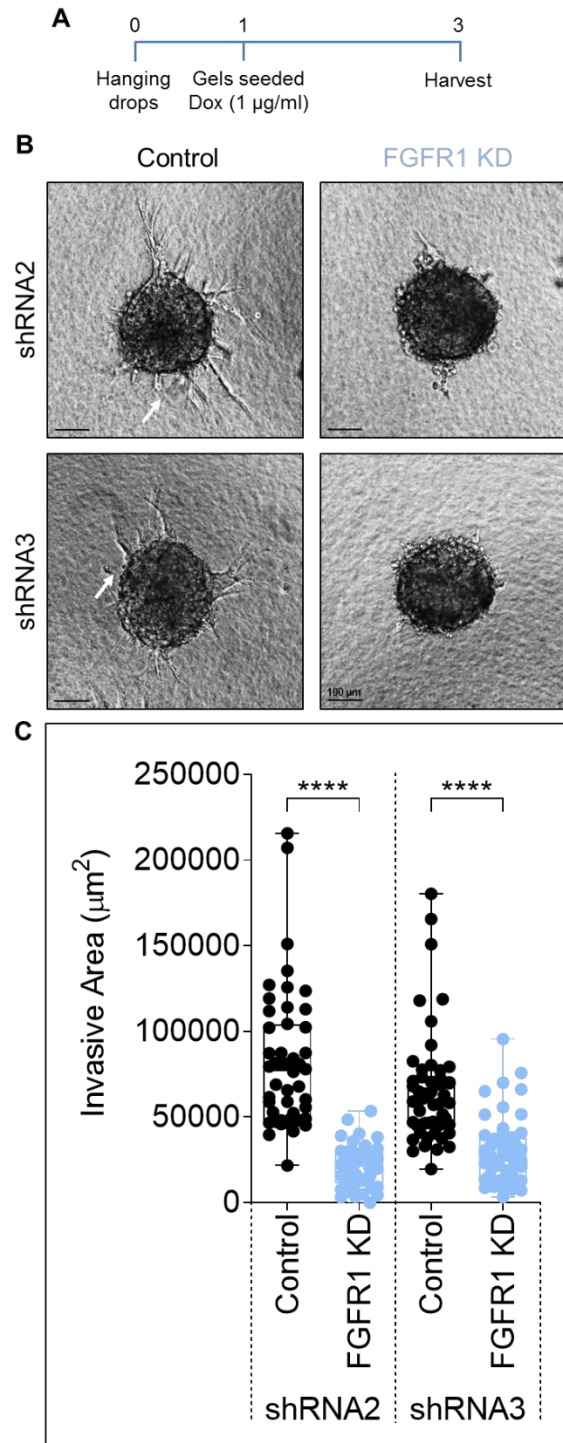 A
0 1 3
Hanging Gels seeded Harvest
drops Dox (1 µg/ml)
B
Control FGFR1 KD
shRNA2
shRNA3
100 µm
C
Invasive Area (µm²)
250000
200000
150000
100000
50000
0
**** ****
Control FGFR1 KD Control FGFR1 KD
shRNA2 shRNA3